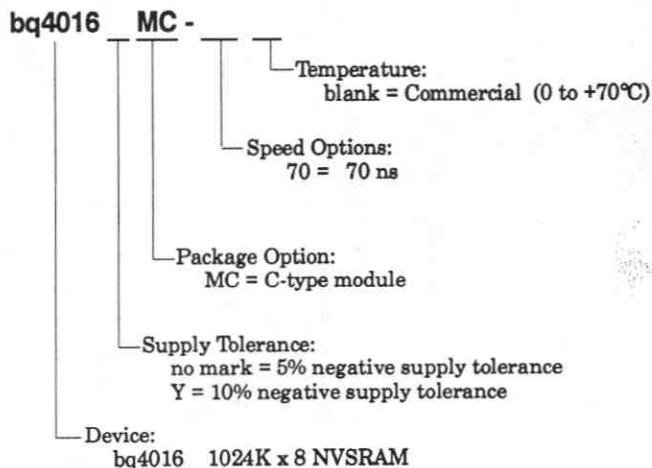 bq4016 MC -
Temperature:
blank = Commercial (0 to +70°C)
Speed Options:
70 = 70 ns
Package Option:
MC = C-type module
Supply Tolerance:
no mark = 5% negative supply tolerance
Y = 10% negative supply tolerance
Device:
bq4016 1024K x 8 NVSRAM